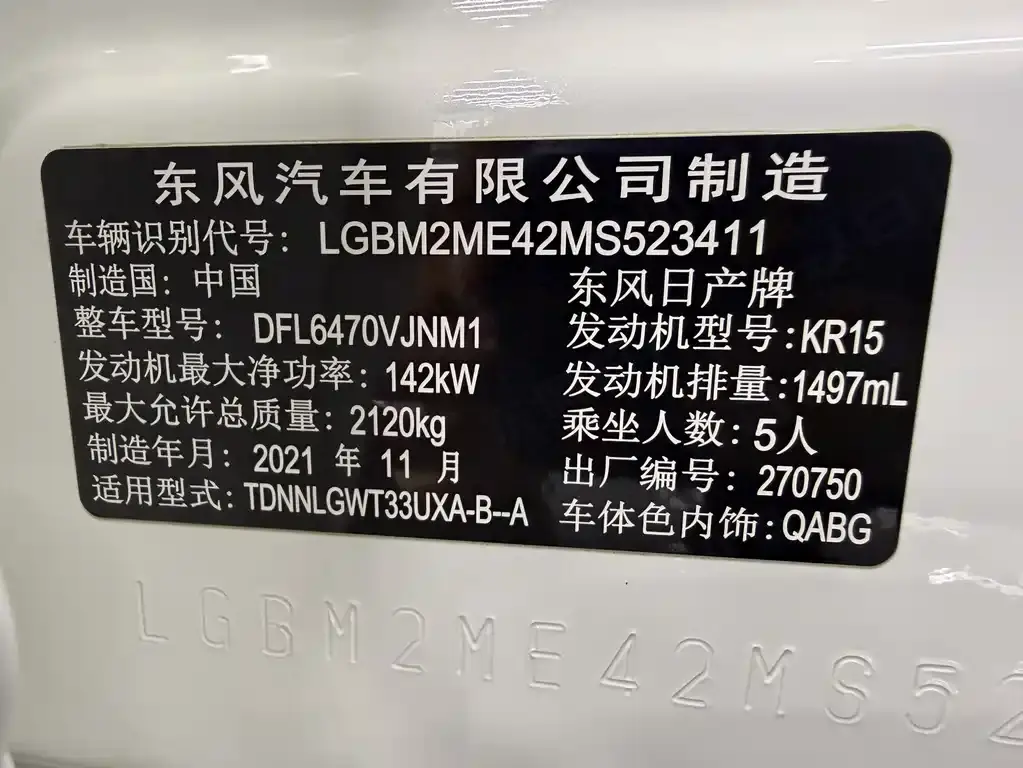 东风汽车有限公司制造
车辆识别代号: LGBM2ME42MS523411
制造国: 中国 东风日产牌
整车型号: DFL6470VJNM1 发动机型号:KR15
发动机最大净功率: 142kW 发动机排量:1497mL
最大允许总质量: 2120kg 乘坐人数: 5人
制造年月: 2021 年 11 月 出厂编号: 270750
适用型式: TDNNLGWT33UXA-B--A 车体色内饰:QABG
LGBM2ME42MS52